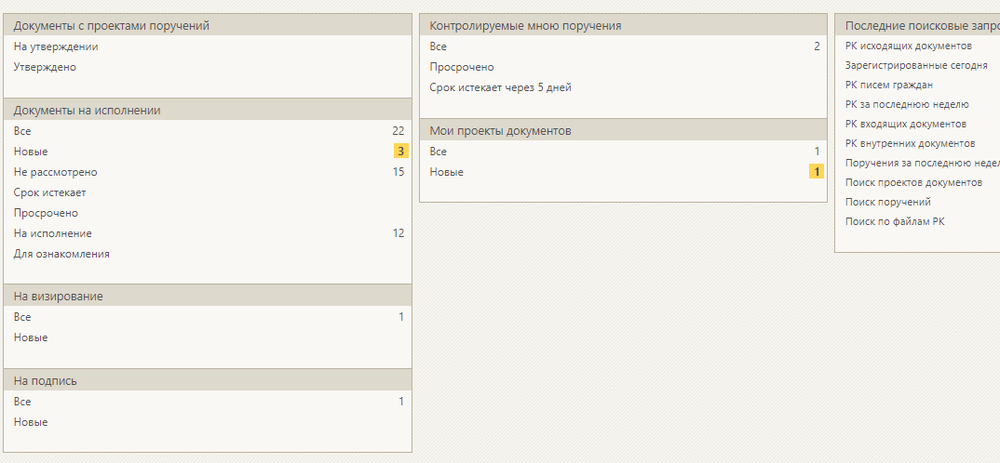 Документы с проектами поручений
На утверждении
Утверждено
Документы на исполнении
Все 22
Новые 3
Не рассмотрено 15
Срок истекает
Просрочено
На исполнение 12
Для ознакомления
На визирование
Все 1
Новые
На подпись
Все 1
Новые
Контролируемые мною поручения
Все 2
Просрочено
Срок истекает через 5 дней
Мои проекты документов
Все 1
Новые 1
Последние поисковые
РК исходящих документов
Зарегистрированные сегодня
РК писем граждан
РК за последнюю неделю
РК входящих документов
РК внутренних документов
Поручения за последнюю
Поиск проектов документов
Поиск поручений
Поиск по файлам РК